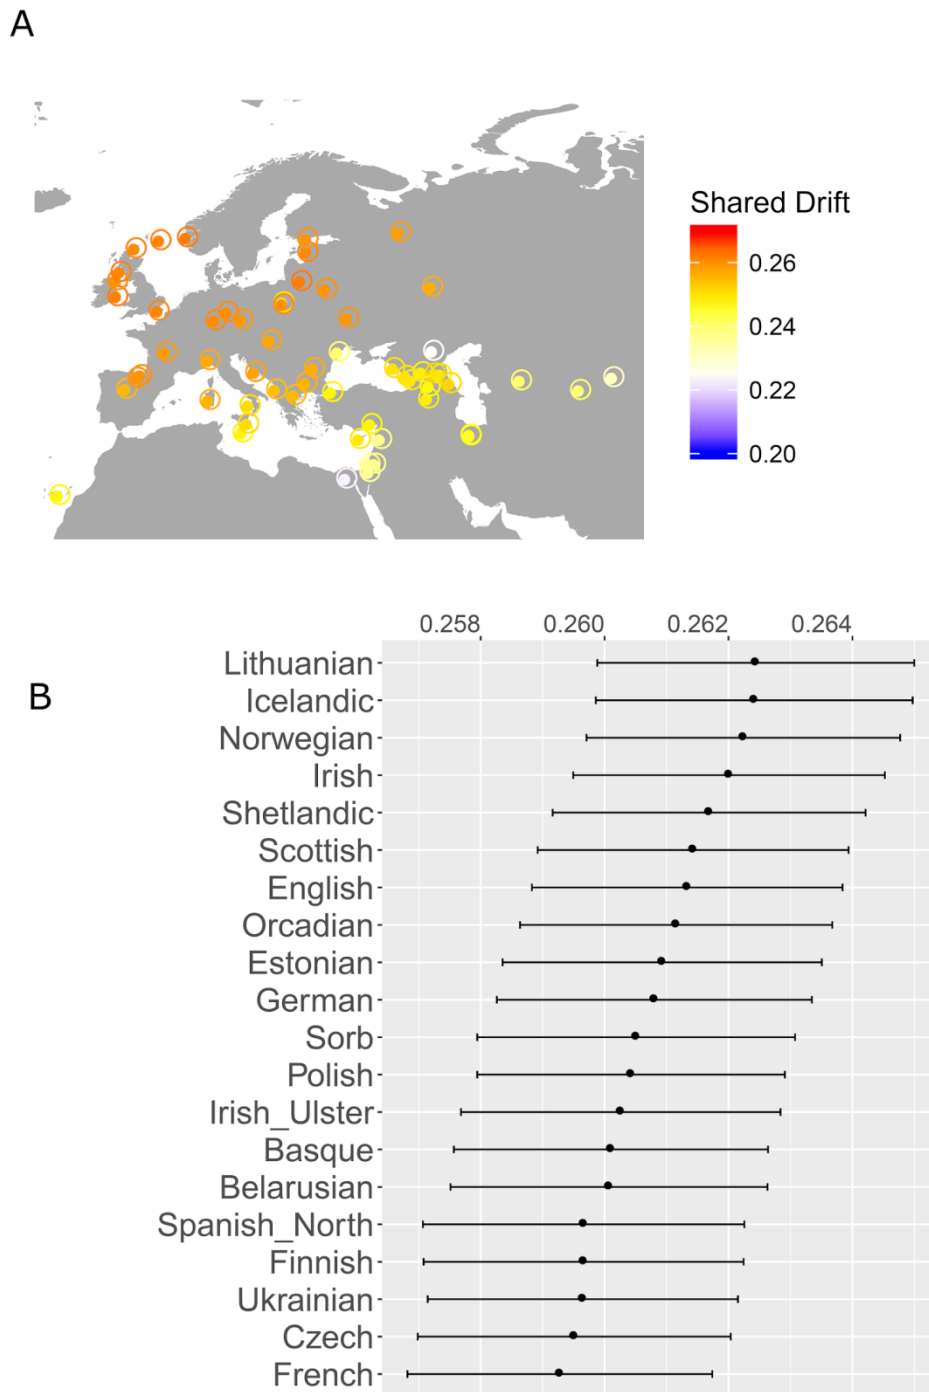 A
Shared Drift
0.26
0.24
0.22
0.20
B
0.258 0.260 0.262 0.264
Lithuanian
Icelandic
Norwegian
Irish
Shetlandic
Scottish
English
Orcadian
Estonian
German
Sorb
Polish
Irish_Ulster
Basque
Belarusian
Spanish_North
Finnish
Ukrainian
Czech
French